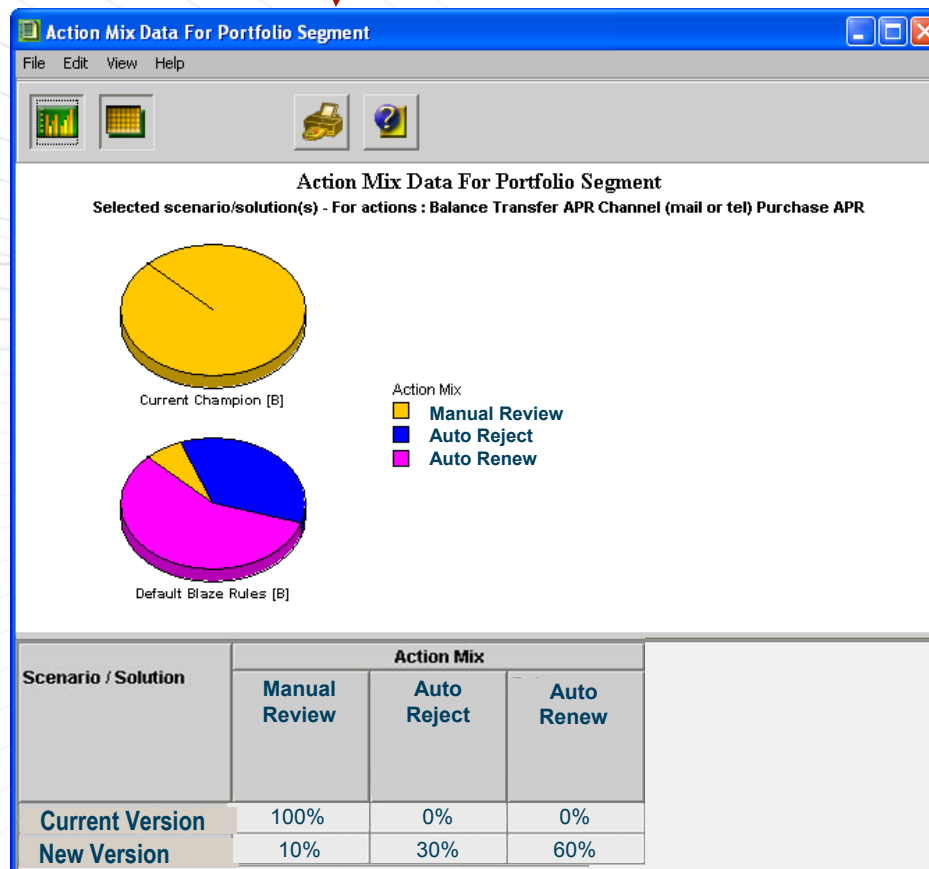 Action Mix Data For Portfolio Segment
File Edit View Help
Action Mix Data For Portfolio Segment
Selected scenario/solution(s) - For actions : Balance Transfer APR Channel (mail or tel) Purchase APR
Current Champion [B]
Action Mix
Manual Review
Auto Reject
Auto Renew
Default Blaze Rules [B]
Scenario / Solution
Action Mix
Manual Review
Auto Reject
Auto Renew
Current Version 100% 0% 0%
New Version 10% 30% 60%